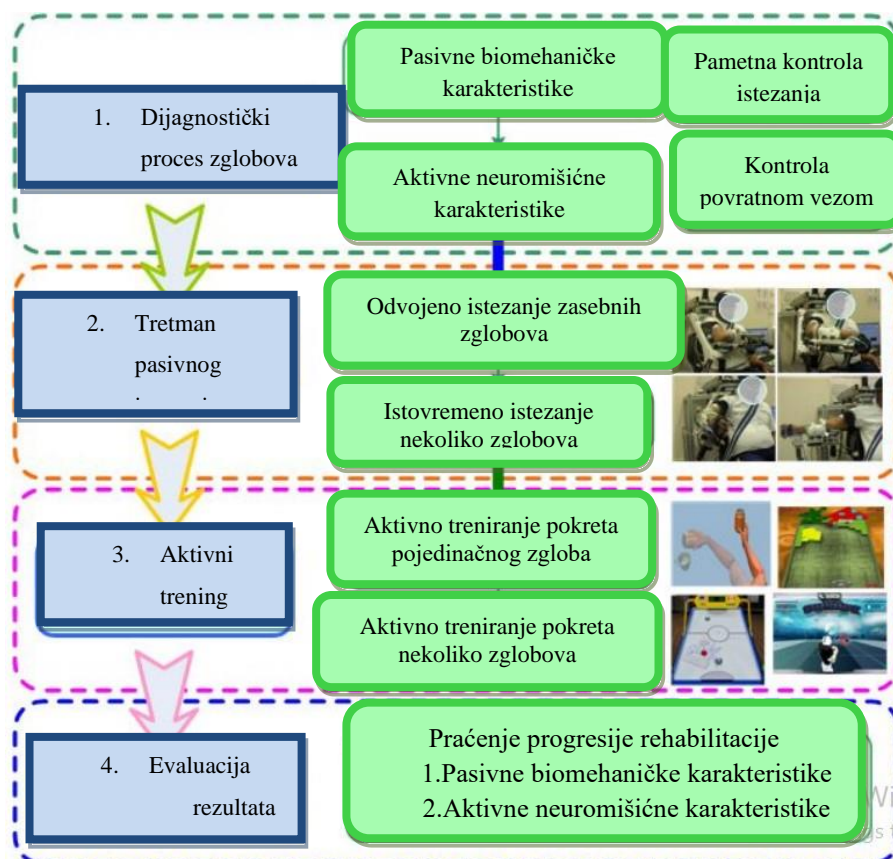 Pasivne biomehaničke
karakteristike
Pametna kontrola
istezanja
1. Dijagnostički
proces zglobova
Aktivne neuromišićne
karakteristike
Kontrola
povratnom vezom
2. Tretman
pasivnog
Odvojeno istezanje zasebnih
zglobova
Istovremeno istezanje
nekoliko zglobova
3. Aktivni
trening
Aktivno treniranje pokreta
pojedinačnog zgloba
Aktivno treniranje pokreta
nekoliko zglobova
4. Evaluacija
rezultata
Praćenje progresije rehabilitacije
1.Pasivne biomehaničke karakteristike
2.Aktivne neuromišićne karakteristike